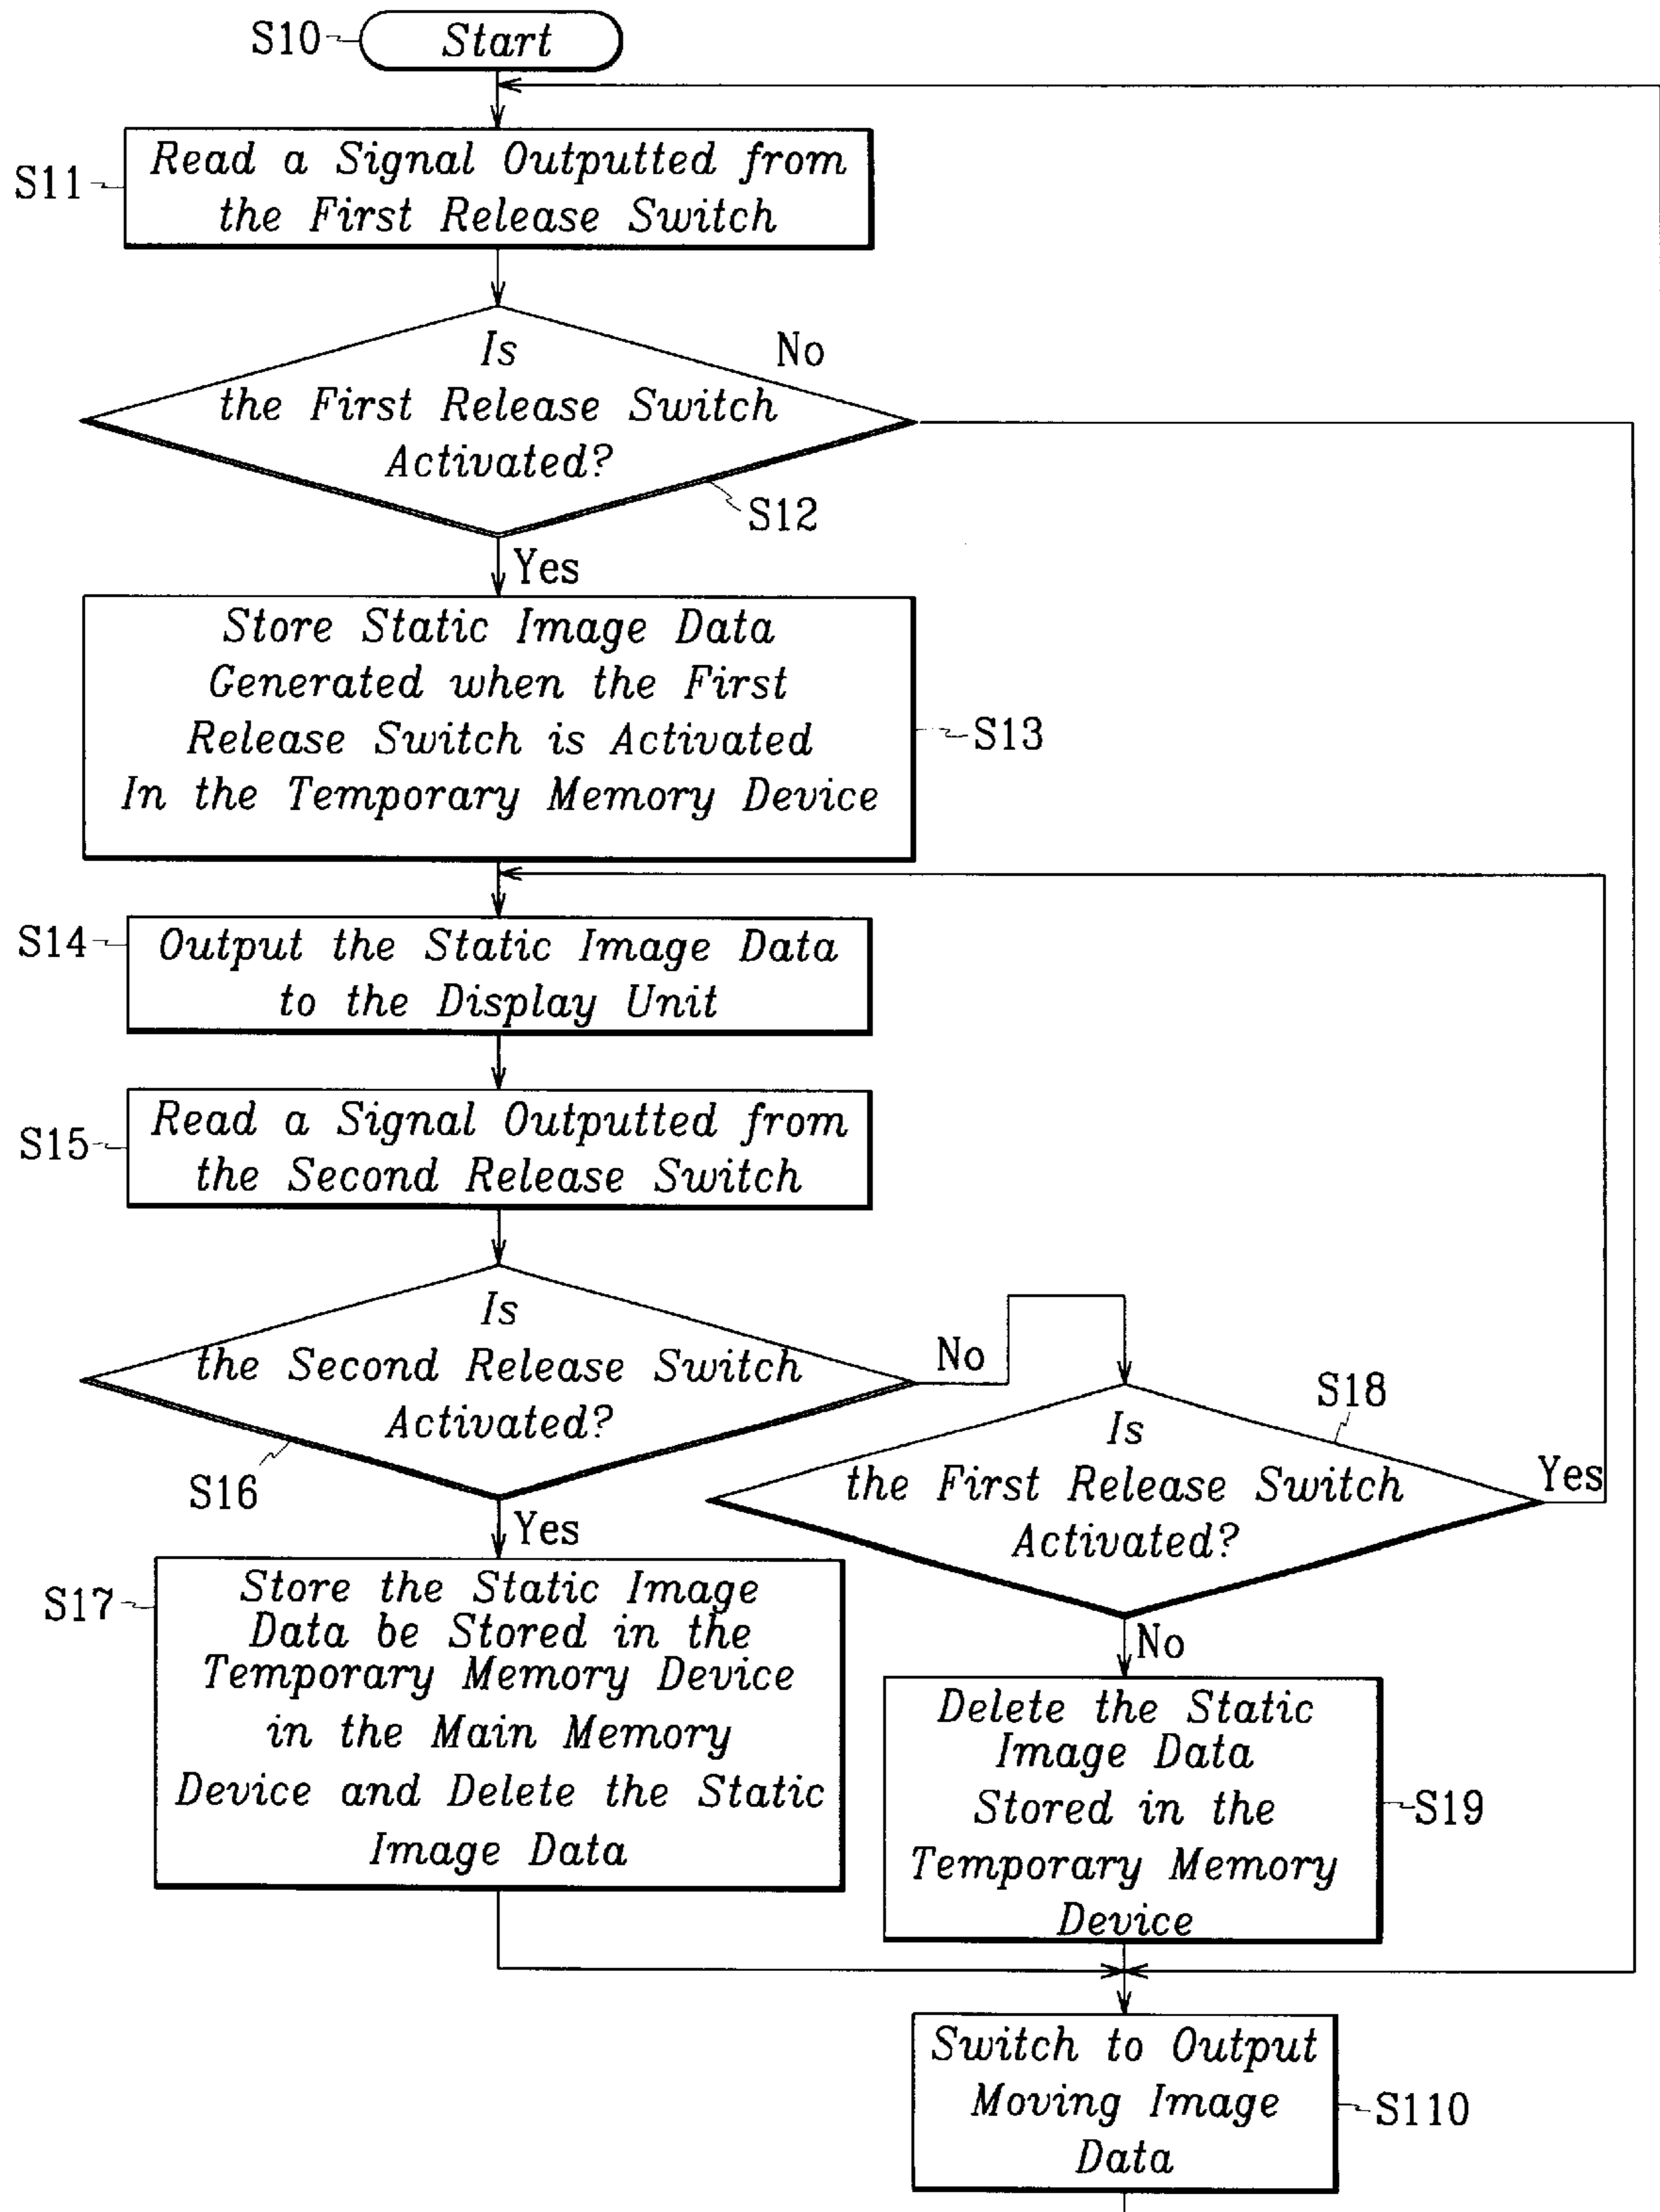 S10
Start
S11
Read a Signal Outputted from
the First Release Switch
Is
the First Release Switch
Activated?
No
S12
Yes
Store Static Image Data
Generated when the First
Release Switch is Activated
In the Temporary Memory Device
S13
S14
Output the Static Image Data
to the Display Unit
S15
Read a Signal Outputted from
the Second Release Switch
Is
the Second Release Switch
Activated?
No
S16
Yes
S18
Is
the First Release Switch
Activated?
Yes
No
S17
Store the Static Image
Data be Stored in the
Temporary Memory Device
in the Main Memory
Device and Delete the Static
Image Data
Delete the Static
Image Data
Stored in the
Temporary Memory
Device
S19
Switch to Output
Moving Image
Data
S110